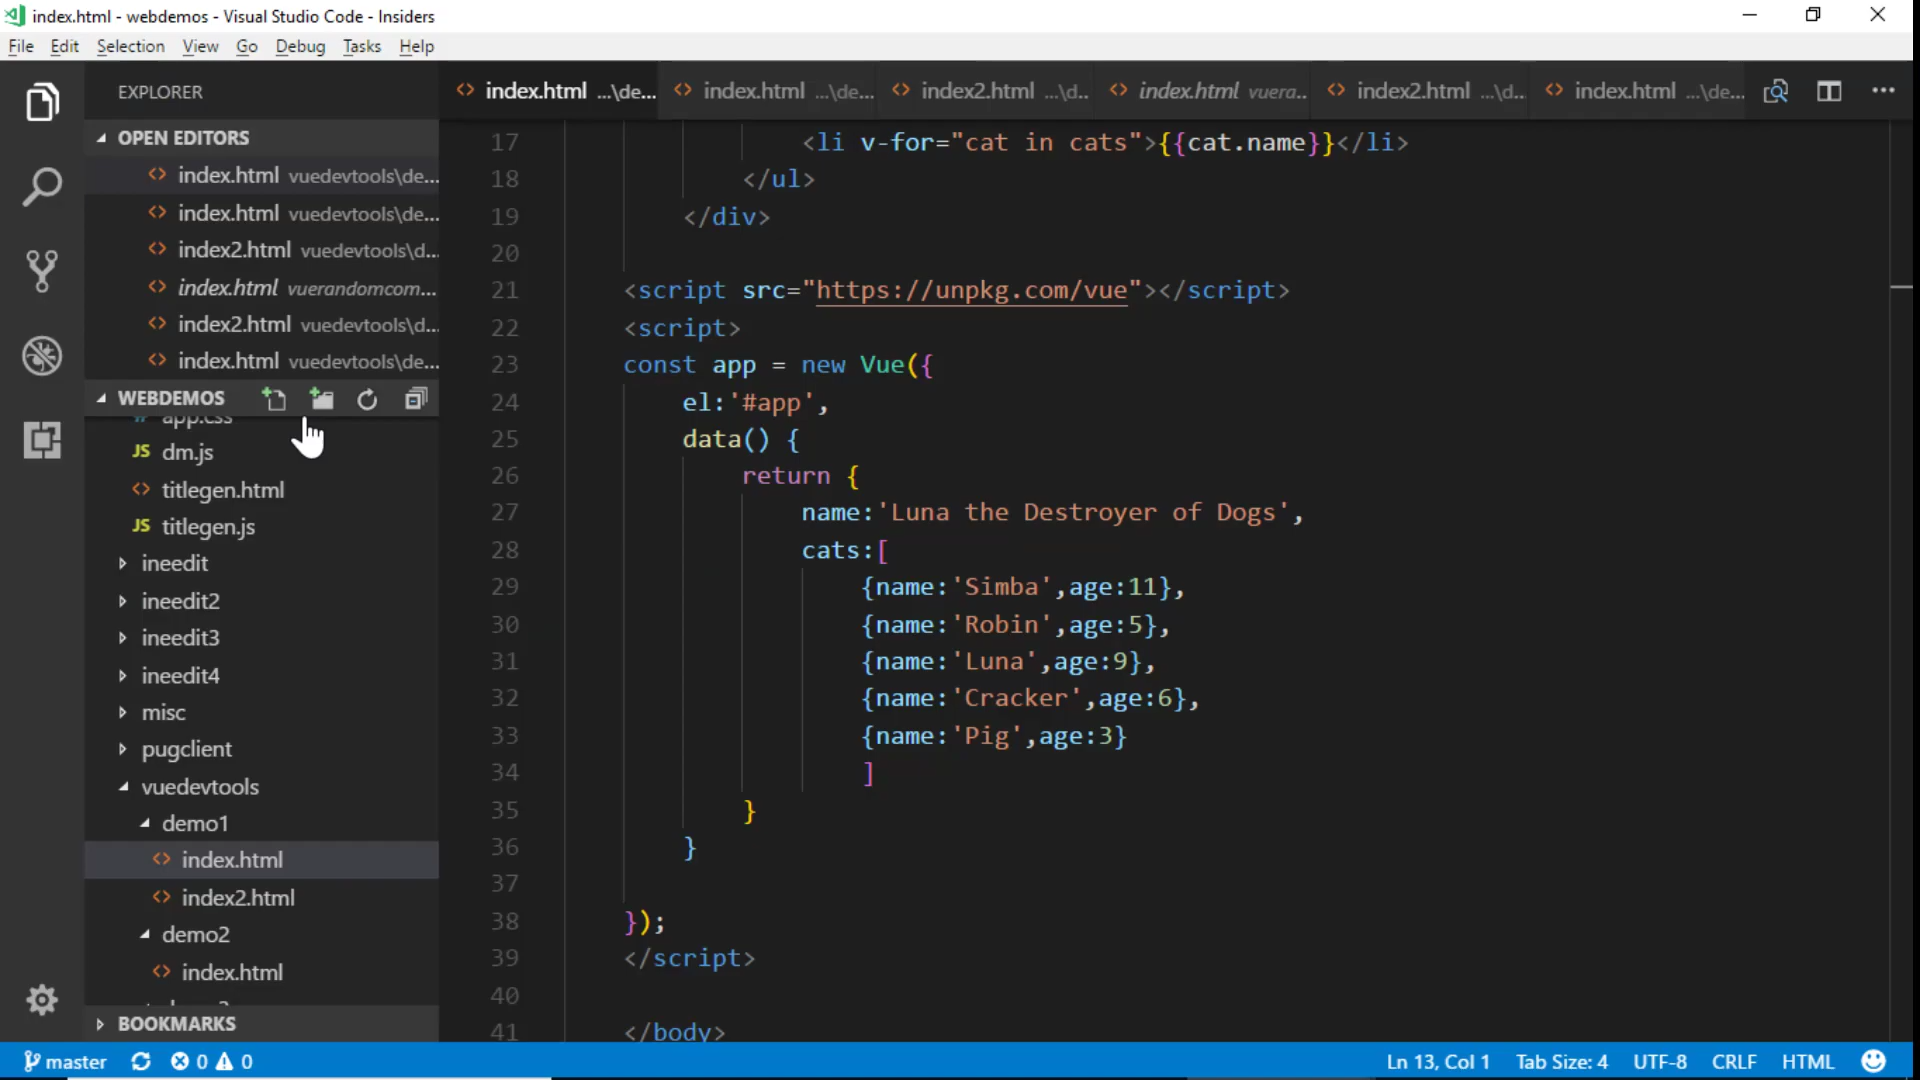 index.html - webdemos - Visual Studio Code - Insiders
File Edit Selection View Go Debug Tasks Help
EXPLORER
index.html ...\de...
index.html ...\de...
index2.html ...\d..
index.html vuera..
index2.html ...\d...
index.html ...\de...
OPEN EDITORS
index.html vuedevtools\de...
index.html vuedevtools\de...
index2.html vuedevtools\d...
index.html vuerandomcom...
index2.html vuedevtools\d...
index.html vuedevtools\de...
WEBDEMOS
app.css
JS dm.js
titlegen.html
JS titlegen.js
ineedit
ineedit2
ineedit3
ineedit4
misc
pugclient
vuedevtools
demo1
index.html
index2.html
demo2
index.html
BOOKMARKS
17 <li v-for="cat in cats">{{cat.name}}</li>
18 </ul>
19 </div>
20
21 <script src="https://unpkg.com/vue"></script>
22 <script>
23 const app = new Vue({
24 el:'#app',
25 data() {
26 return {
27 name:'Luna the Destroyer of Dogs',
28 cats:[
29 {name:'Simba',age:11},
30 {name:'Robin',age:5},
31 {name:'Luna',age:9},
32 {name:'Cracker',age:6},
33 {name:'Pig',age:3}
34 ]
35 }
36 }
37
38 });
39 </script>
40
41 </body>
master 0 0 Ln 13, Col 1 Tab Size: 4 UTF-8 CRLF HTML